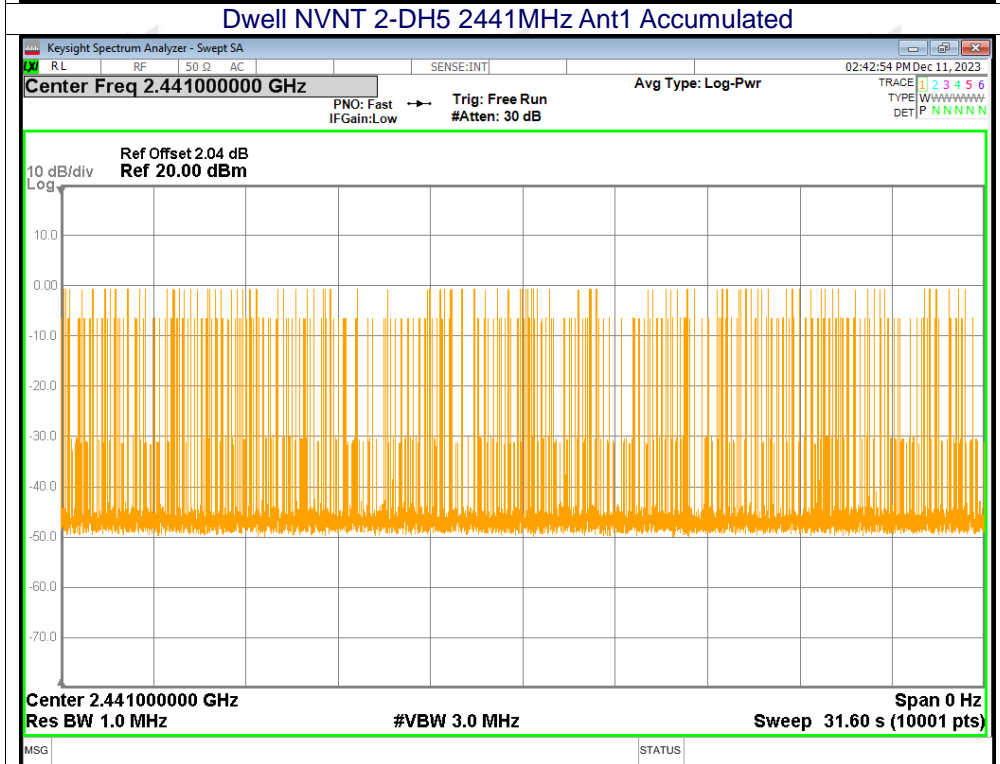 Dwell NVNT 2-DH5 2441MHz Ant1 Accumulated
Keysight Spectrum Analyzer - Swept SA
LXI RL RF 50 Ω AC SENSE:INT 02:42:54 PM Dec 11, 2023
Center Freq 2.441000000 GHz
PNO: Fast
IFGain:Low
Trig: Free Run
#Atten: 30 dB
Avg Type: Log-Pwr
TRACE 1 2 3 4 5 6
TYPE WWWWWWW
DET P N N N N N
Ref Offset 2.04 dB
10 dB/div Ref 20.00 dBm
Log
10.0
0.00
-10.0
-20.0
-30.0
-40.0
-50.0
-60.0
-70.0
Center 2.441000000 GHz Span 0 Hz
Res BW 1.0 MHz #VBW 3.0 MHz Sweep 31.60 s (10001 pts)
MSG STATUS